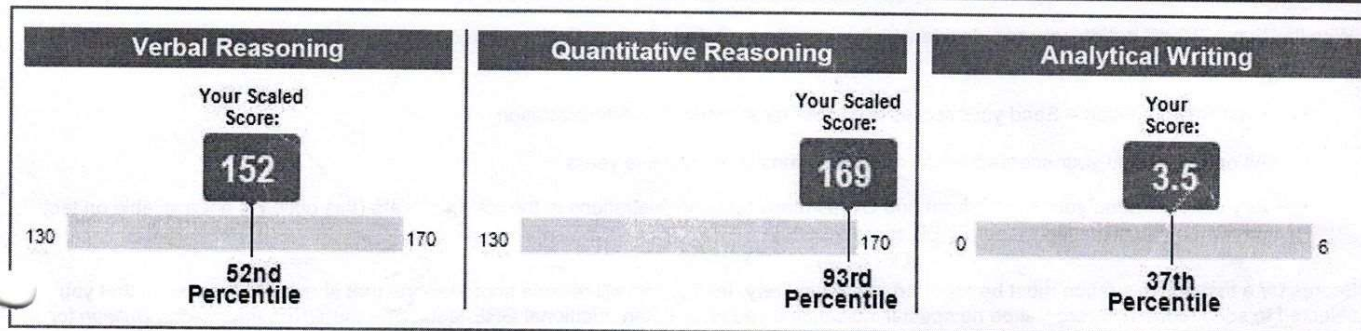 Verbal Reasoning
Your Scaled
Score:
152
130
170
52nd
Percentile
Quantitative Reasoning
Your Scaled
Score:
169
130
170
93rd
Percentile
Analytical Writing
Your
Score:
3.5
0
6
37th
Percentile